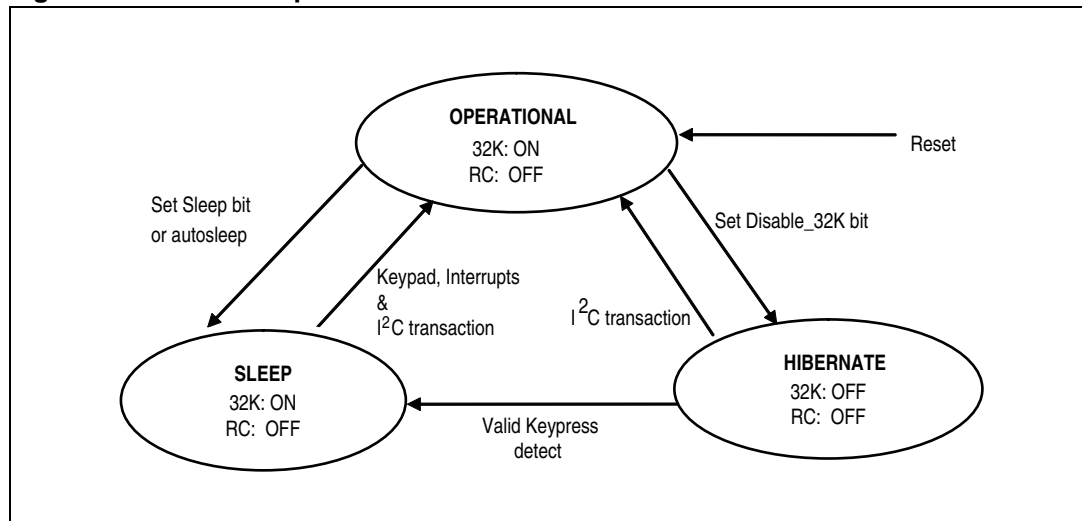 OPERATIONAL
32K: ON
RC: OFF
Reset
Set Sleep bit
or autosleep
Set Disable_32K bit
Keypad, Interrupts
&
I²C transaction
I²C transaction
SLEEP
32K: ON
RC: OFF
HIBERNATE
32K: OFF
RC: OFF
Valid Keypress
detect